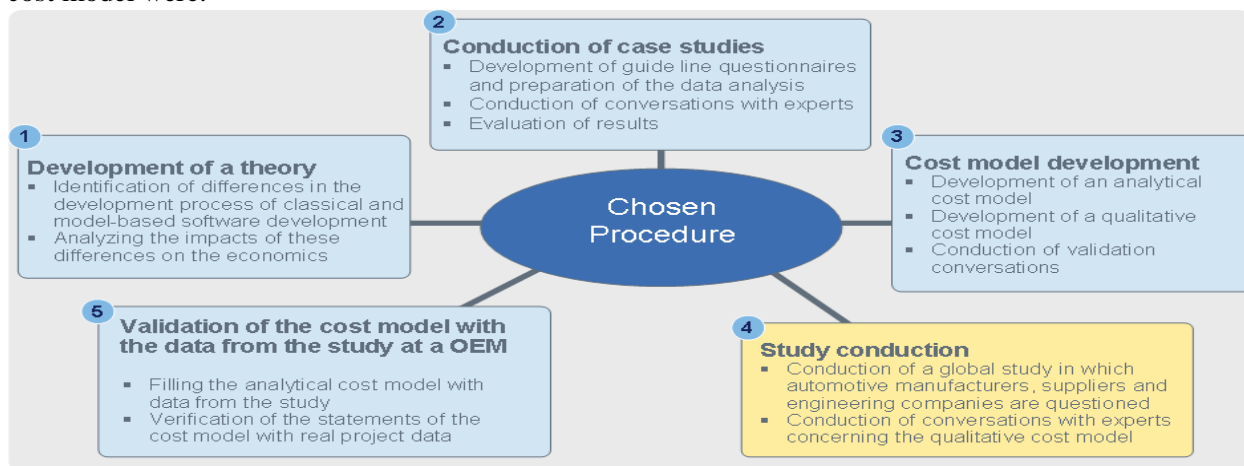 2
Conduction of case studies
▪ Development of guide line questionnaires
and preparation of the data analysis
▪ Conduction of conversations with experts
▪ Evaluation of results
1
Development of a theory
▪ Identification of differences in the
development process of classical and
model-based software development
▪ Analyzing the impacts of these
differences on the economics
Chosen
Procedure
3
Cost model development
▪ Development of an analytical
cost model
▪ Development of a qualitative
cost model
▪ Conduction of validation
conversations
5
Validation of the cost model with
the data from the study at a OEM
▪ Filling the analytical cost model with
data from the study
▪ Verification of the statements of the
cost model with real project data
4
Study conduction
▪ Conduction of a global study in which
automotive manufacturers, suppliers and
engineering companies are questioned
▪ Conduction of conversations with experts
concerning the qualitative cost model